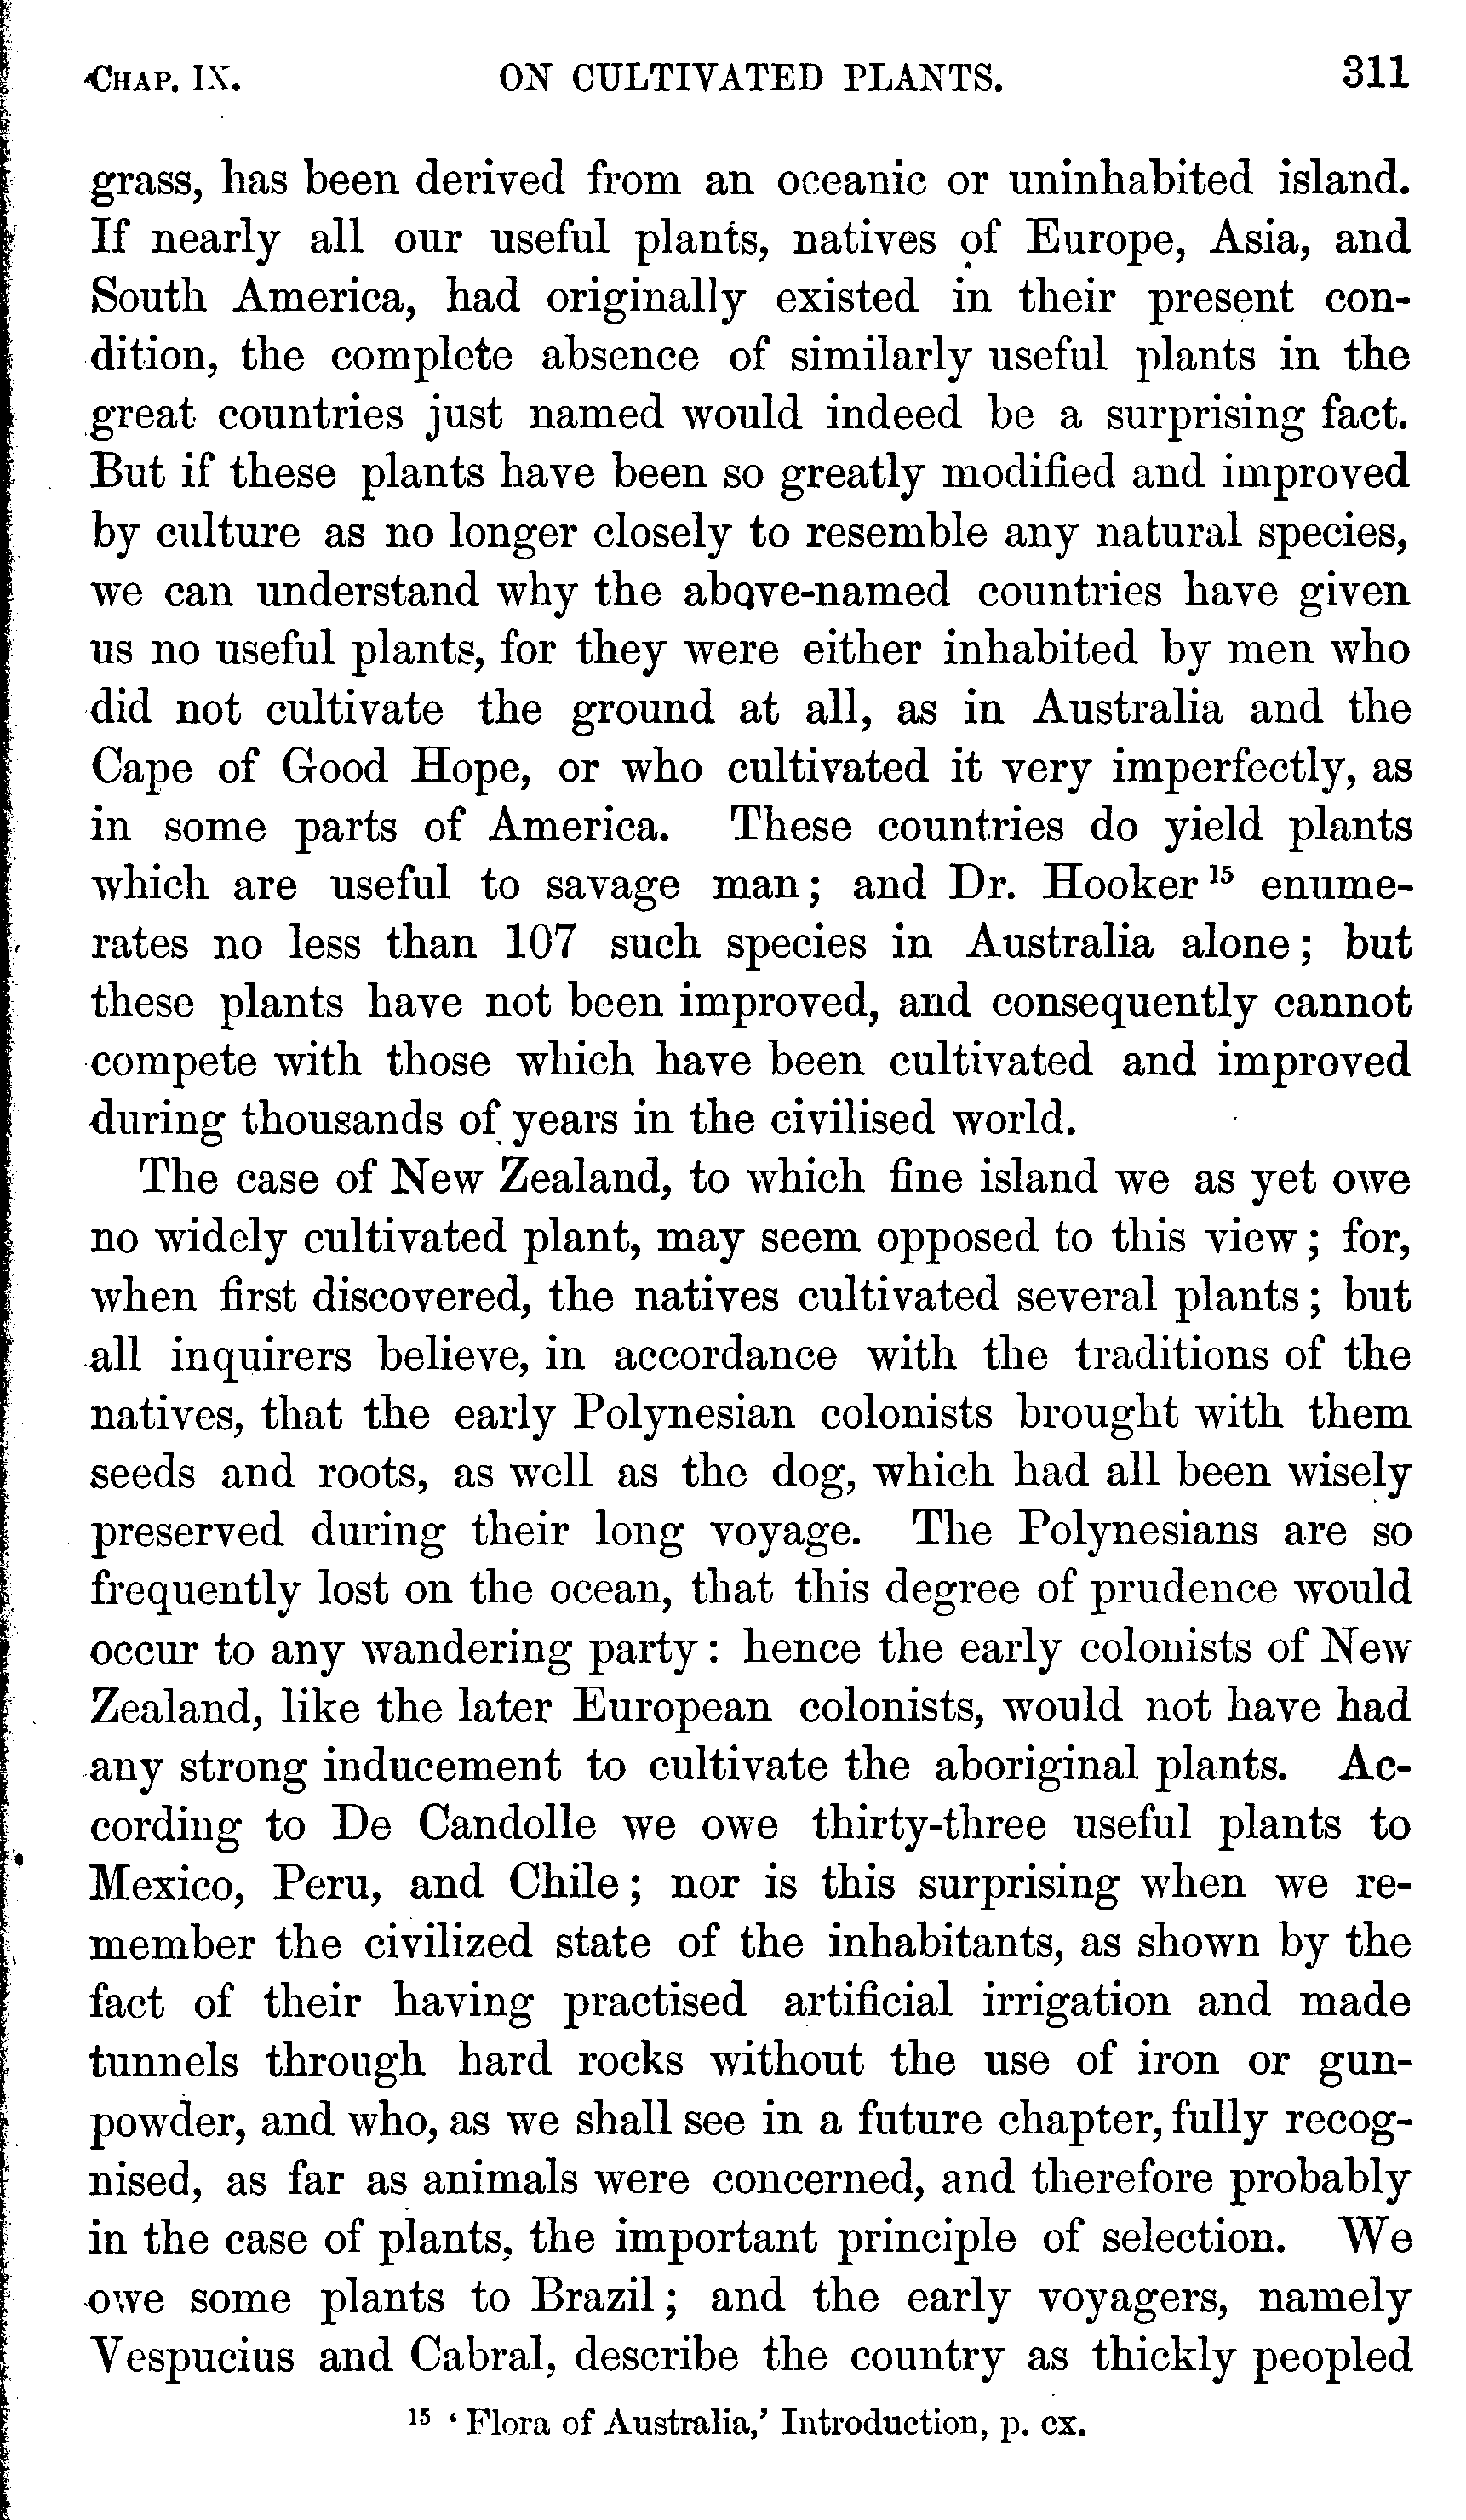 CHAP. IX. ON CULTIVATED PLANTS. 311
grass, has been derived from an oceanic or uninhabited island.
If nearly all our useful plants, natives of Europe, Asia, and
South America, had originally existed in their present con-
dition, the complete absence of similarly useful plants in the
great countries just named would indeed be a surprising fact.
But if these plants have been so greatly modified and improved
by culture as no longer closely to resemble any natural species,
we can understand why the above-named countries have given
us no useful plants, for they were either inhabited by men who
did not cultivate the ground at all, as in Australia and the
Cape of Good Hope, or who cultivated it very imperfectly, as
in some parts of America. These countries do yield plants
which are useful to savage man; and Dr. Hooker¹⁵ enume-
rates no less than 107 such species in Australia alone; but
these plants have not been improved, and consequently cannot
compete with those which have been cultivated and improved
during thousands of years in the civilised world.
The case of New Zealand, to which fine island we as yet owe
no widely cultivated plant, may seem opposed to this view; for,
when first discovered, the natives cultivated several plants; but
all inquirers believe, in accordance with the traditions of the
natives, that the early Polynesian colonists brought with them
seeds and roots, as well as the dog, which had all been wisely
preserved during their long voyage. The Polynesians are so
frequently lost on the ocean, that this degree of prudence would
occur to any wandering party: hence the early colonists of New
Zealand, like the later European colonists, would not have had
any strong inducement to cultivate the aboriginal plants. Ac-
cording to De Candolle we owe thirty-three useful plants to
Mexico, Peru, and Chile; nor is this surprising when we re-
member the civilized state of the inhabitants, as shown by the
fact of their having practised artificial irrigation and made
tunnels through hard rocks without the use of iron or gun-
powder, and who, as we shall see in a future chapter, fully recog-
nised, as far as animals were concerned, and therefore probably
in the case of plants, the important principle of selection. We
owe some plants to Brazil; and the early voyagers, namely
Vespucius and Cabral, describe the country as thickly peopled
¹⁵ ‘Flora of Australia,’ Introduction, p. cx.